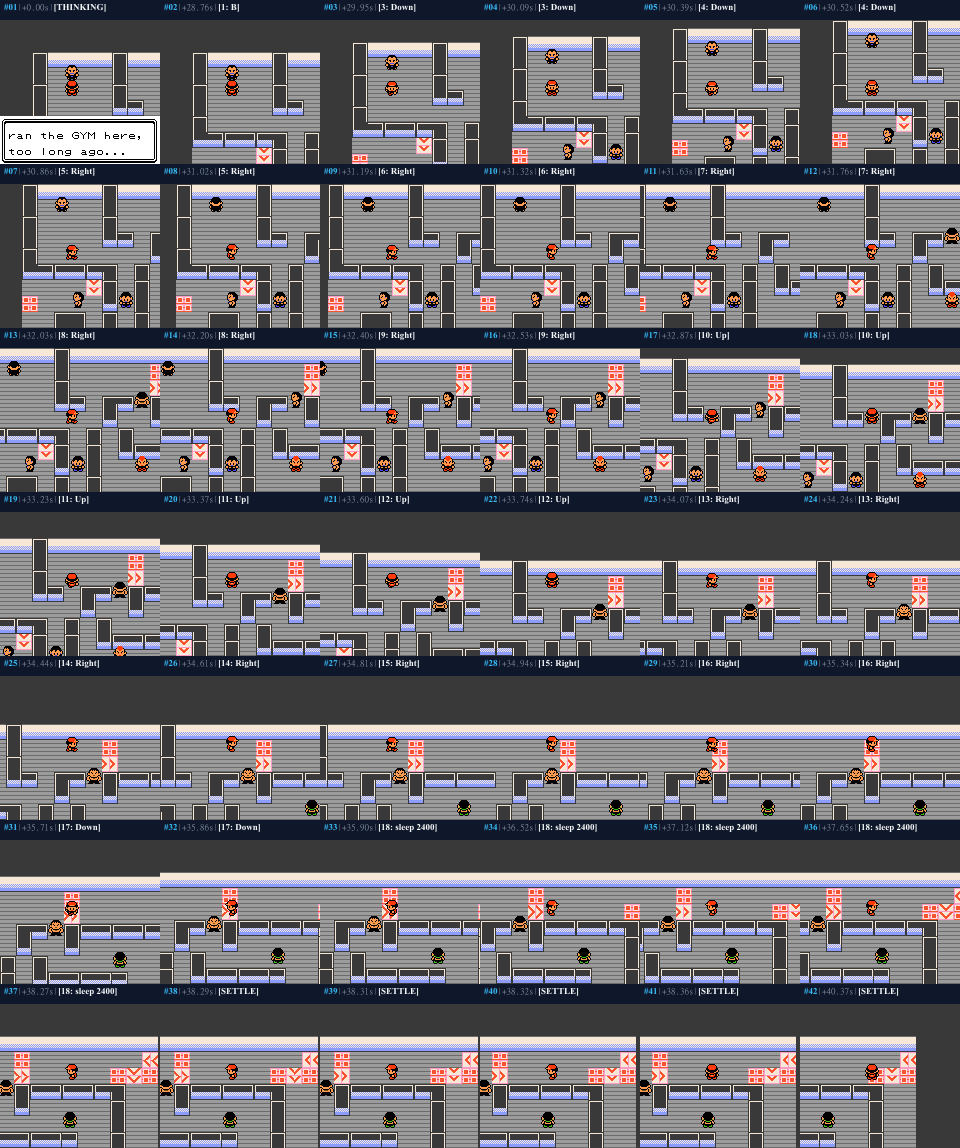 #01|+0.00s| [THINKING]
#02|+28.76s| [1: B]
#03|+29.95s| [3: Down]
#04|+30.09s| [3: Down]
#05|+30.39s| [4: Down]
#06|+30.52s| [4: Down]
ran the GYM here,
too long ago...
#07|+30.86s| [5: Right]
#08|+31.02s| [5: Right]
#09|+31.19s| [6: Right]
#10|+31.32s| [6: Right]
#11|+31.63s| [7: Right]
#12|+31.76s| [7: Right]
#13|+32.03s| [8: Right]
#14|+32.20s| [8: Right]
#15|+32.40s| [9: Right]
#16|+32.53s| [9: Right]
#17|+32.87s| [10: Up]
#18|+33.03s| [10: Up]
#19|+33.23s| [11: Up]
#20|+33.37s| [11: Up]
#21|+33.60s| [12: Up]
#22|+33.74s| [12: Up]
#23|+34.07s| [13: Right]
#24|+34.24s| [13: Right]
#25|+34.44s| [14: Right]
#26|+34.61s| [14: Right]
#27|+34.81s| [15: Right]
#28|+34.94s| [15: Right]
#29|+35.21s| [16: Right]
#30|+35.34s| [16: Right]
#31|+35.71s| [17: Down]
#32|+35.86s| [17: Down]
#33|+35.90s| [18: sleep 2400]
#34|+36.52s| [18: sleep 2400]
#35|+37.12s| [18: sleep 2400]
#36|+37.65s| [18: sleep 2400]
#37|+38.27s| [18: sleep 2400]
#38|+38.29s| [SETTLE]
#39|+38.31s| [SETTLE]
#40|+38.32s| [SETTLE]
#41|+38.36s| [SETTLE]
#42|+40.37s| [SETTLE]